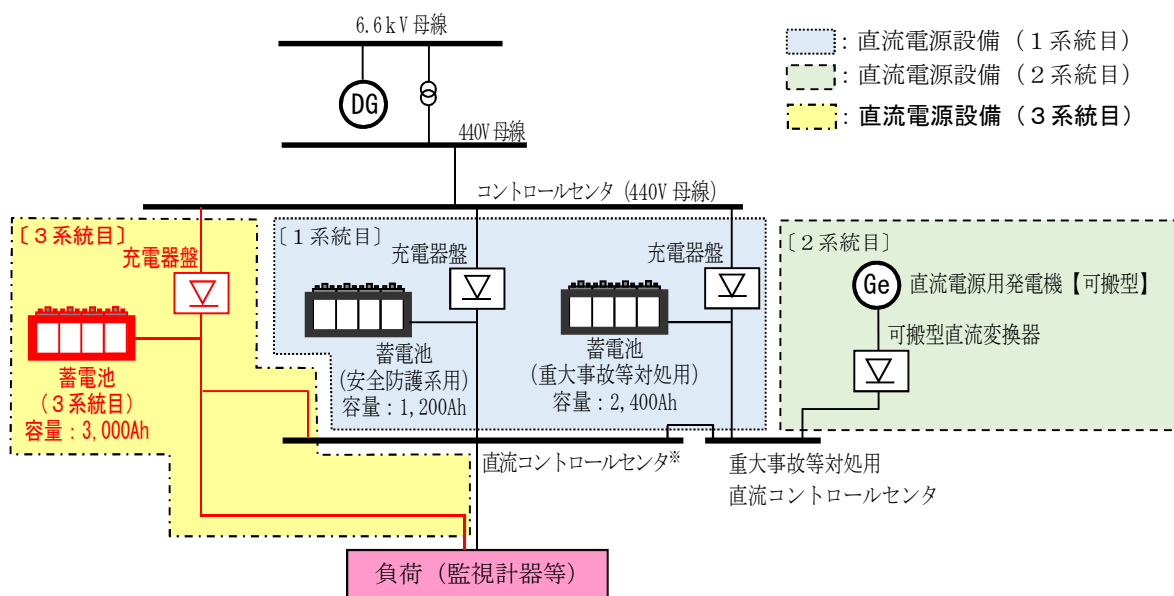 6.6kV母線
DG
440V母線
コントロールセンタ(440V母線)
：直流電源設備（１系統目）
：直流電源設備（２系統目）
：直流電源設備（３系統目）
〔３系統目〕
充電器盤
蓄電池
（３系統目）
容量：3,000Ah
〔１系統目〕
充電器盤
蓄電池
(安全防護系用)
容量：1,200Ah
充電器盤
蓄電池
(重大事故等対処用)
容量：2,400Ah
〔２系統目〕
Ge
直流電源用発電機【可搬型】
可搬型直流変換器
直流コントロールセンタ※
重大事故等対処用
直流コントロールセンタ
負荷（監視計器等）